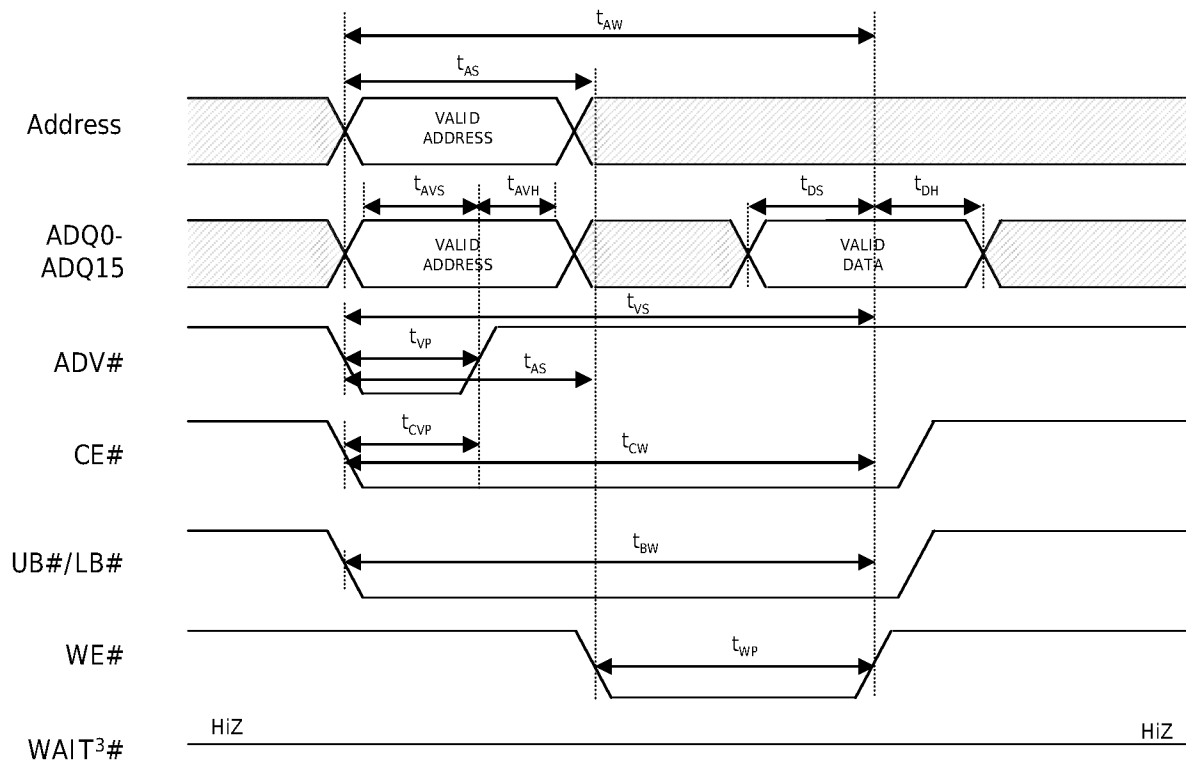 tAW
tAS
Address
VALID
ADDRESS
tAVS
tAVH
tDS
tDH
ADQ0-
ADQ15
VALID
ADDRESS
VALID
DATA
tVS
tVP
ADV#
tAS
tCVP
CE#
tCW
UB#/LB#
tBW
WE#
tWP
HiZ
HiZ
WAIT³#